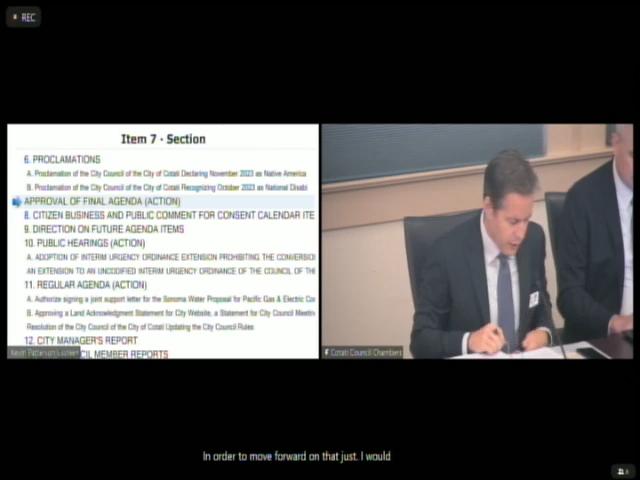 REC
Item 7 - Section
6. PROCLAMATIONS
A. Proclamation of the City Council of the City of Cotati Declaring November 2023 as Native America
B. Proclamation of the City Council of the City of Cotati Recognizing October 2023 as National Disabi
APPROVAL OF FINAL AGENDA (ACTION)
8. CITIZEN BUSINESS AND PUBLIC COMMENT FOR CONSENT CALENDAR ITE
9. DIRECTION ON FUTURE AGENDA ITEMS
10. PUBLIC HEARINGS (ACTION)
A. ADOPTION OF INTERIM URGENCY ORDINANCE EXTENSION PROHIBITING THE CONVERSIO
AN EXTENSION TO AN UNCODIFIED INTERIM URGENCY ORDINANCE OF THE COUNCIL OF TH
11. REGULAR AGENDA (ACTION)
A. Authorize signing a joint support letter for the Sonoma Water Proposal for Pacific Gas & Electric Co
B. Approving a Land Acknowledgment Statement for City Website, a Statement for City Council Meetin
Resolution of the City Council of the City of Cotati Updating the City Council Rules
12. CITY MANAGER'S REPORT
CIL MEMBER REPORTS
Cotati Council Chambers
In order to move forward on that just. I would